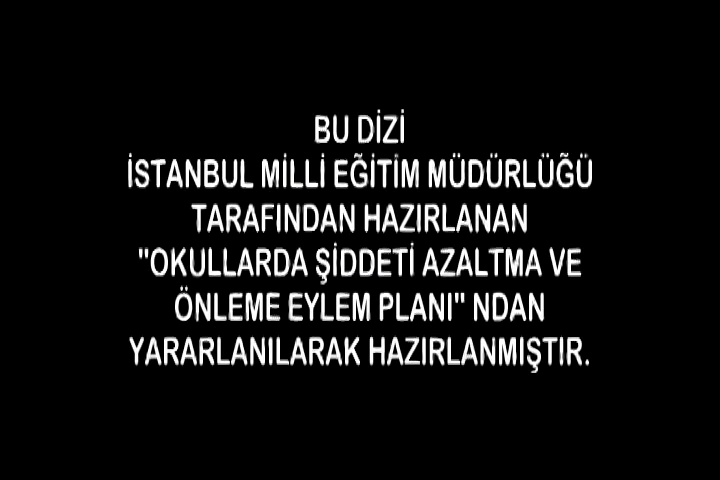 BU DİZİ
İSTANBUL MİLLİ EĞİTİM MÜDÜRLÜĞÜ
TARAFINDAN HAZIRLANAN
"OKULLARDA ŞİDDETİ AZALTMA VE
ÖNLEME EYLEM PLANI" NDAN
YARARLANILARAK HAZIRLANMIŞTIR.